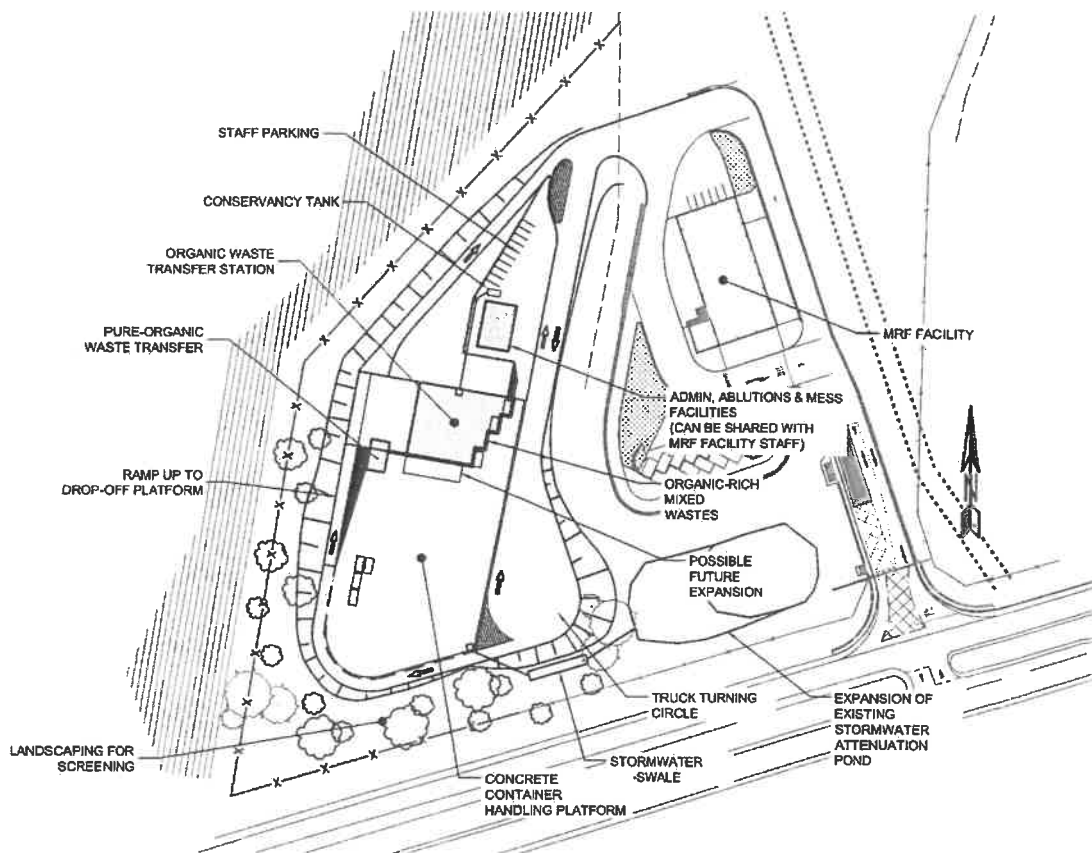 STAFF PARKING
CONSERVANCY TANK
ORGANIC WASTE
TRANSFER STATION
PURE-ORGANIC
WASTE TRANSFER
RAMP UP TO
DROP-OFF PLATFORM
LANDSCAPING FOR
SCREENING
MRF FACILITY
ADMIN, ABLUTIONS & MESS
FACILITIES
(CAN BE SHARED WITH
MRF FACILITY STAFF)
ORGANIC-RICH
MIXED
WASTES
POSSIBLE
FUTURE
EXPANSION
TRUCK TURNING
CIRCLE
EXPANSION OF
EXISTING
STORMWATER
ATTENUATION
POND
STORMWATER
-SWALE
CONCRETE
CONTAINER
HANDLING PLATFORM